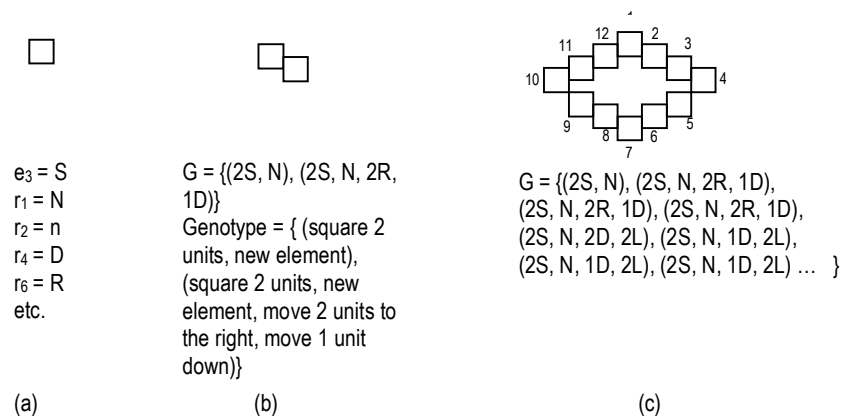 12
2
11
3
10
4
9
5
8
6
7
e3 = S
r1 = N
r2 = n
r4 = D
r6 = R
etc.
(a)
G = {(2S, N), (2S, N, 2R,
1D)}
Genotype = { (square 2
units, new element),
(square 2 units, new
element, move 2 units to
the right, move 1 unit
down)}
(b)
G = {(2S, N), (2S, N, 2R, 1D),
(2S, N, 2R, 1D), (2S, N, 2R, 1D),
(2S, N, 2D, 2L), (2S, N, 1D, 2L),
(2S, N, 1D, 2L), (2S, N, 1D, 2L) … }
(c)